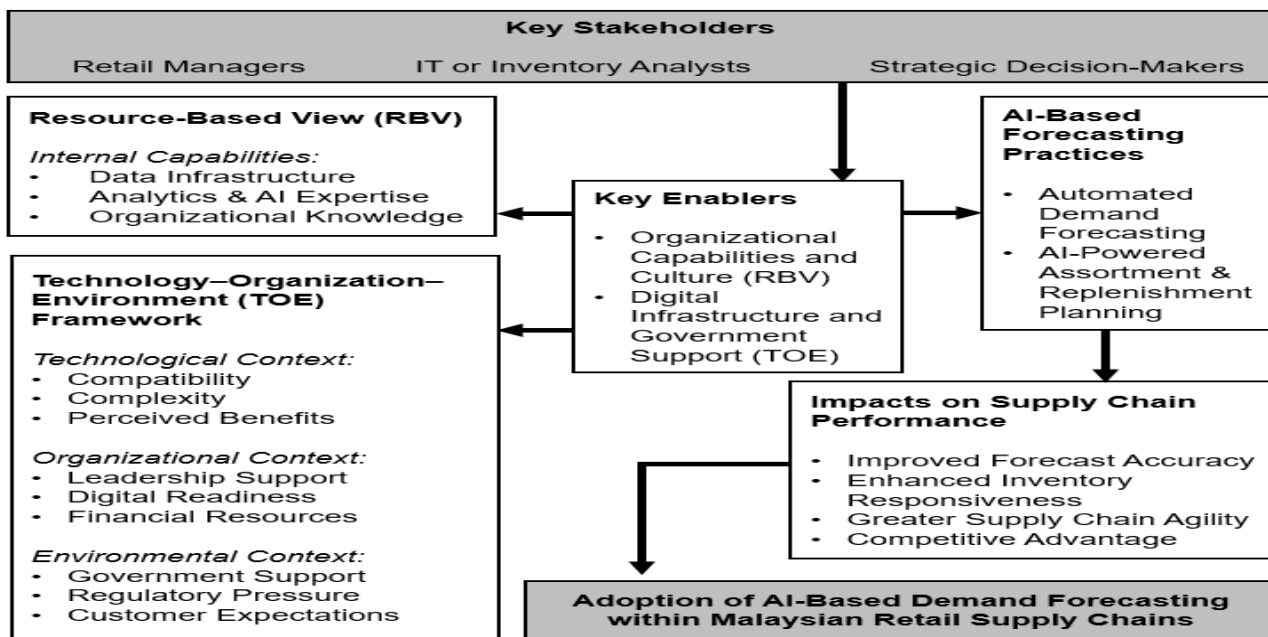 Key Stakeholders
Retail Managers IT or Inventory Analysts Strategic Decision-Makers
Resource-Based View (RBV)
Internal Capabilities:
• Data Infrastructure
• Analytics & AI Expertise
• Organizational Knowledge
Technology–Organization–
Environment (TOE)
Framework
Technological Context:
• Compatibility
• Complexity
• Perceived Benefits
Organizational Context:
• Leadership Support
• Digital Readiness
• Financial Resources
Environmental Context:
• Government Support
• Regulatory Pressure
• Customer Expectations
Key Enablers
• Organizational
Capabilities and
Culture (RBV)
• Digital
Infrastructure and
Government
Support (TOE)
AI-Based
Forecasting
Practices
• Automated
Demand
Forecasting
• AI-Powered
Assortment &
Replenishment
Planning
Impacts on Supply Chain
Performance
• Improved Forecast Accuracy
• Enhanced Inventory
Responsiveness
• Greater Supply Chain Agility
• Competitive Advantage
Adoption of AI-Based Demand Forecasting
within Malaysian Retail Supply Chains